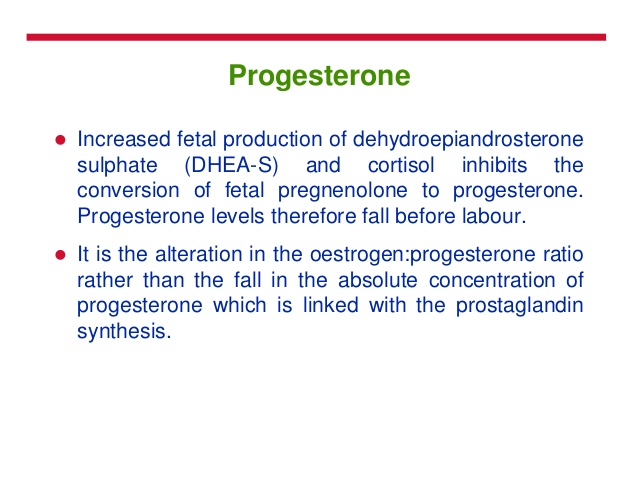 Progesterone
● Increased fetal production of dehydroepiandrosterone
sulphate (DHEA-S) and cortisol inhibits the
conversion of fetal pregnenolone to progesterone.
Progesterone levels therefore fall before labour.
● It is the alteration in the oestrogen:progesterone ratio
rather than the fall in the absolute concentration of
progesterone which is linked with the prostaglandin
synthesis.